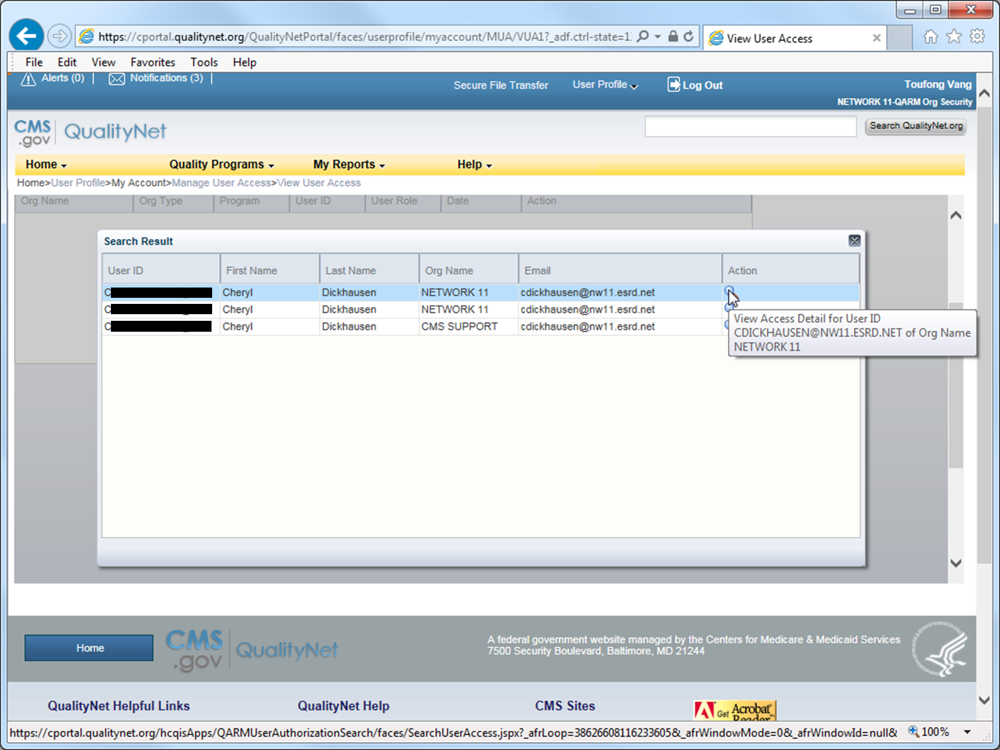 https://cportal.qualitynet.org/QualityNetPortal/faces/userprofile/myaccount/MUA/VUA1?_adf.ctrl-state=1
View User Access
File Edit View Favorites Tools Help
Alerts (0) | Notifications (3) |
Secure File Transfer User Profile Log Out
Toufong Vang
NETWORK 11-QARM Org Security
CMS .gov QualityNet
Search QualityNet.org
Home Quality Programs My Reports Help
Home>User Profile>My Account>Manage User Access>View User Access
Org Name Org Type Program User ID User Role Date Action
Search Result
User ID First Name Last Name Org Name Email Action
C Cheryl Dickhausen NETWORK 11 cdickhausen@nw11.esrd.net
C Cheryl Dickhausen NETWORK 11 cdickhausen@nw11.esrd.net
C Cheryl Dickhausen CMS SUPPORT cdickhausen@nw11.esrd.net
View Access Detail for User ID
CDICKHAUSEN@NW11.ESRD.NET of Org Name
NETWORK 11
Home
CMS .gov QualityNet
A federal government website managed by the Centers for Medicare & Medicaid Services
7500 Security Boulevard, Baltimore, MD 21244
QualityNet Helpful Links QualityNet Help CMS Sites
Get Acrobat
Reader
https://cportal.qualitynet.org/hcqisApps/QARMUserAuthorizationSearch/faces/SearchUserAccess.jspx?_afrLoop=38626608116233605&_afrWindowMode=0&_afrWindowId=null&
100%